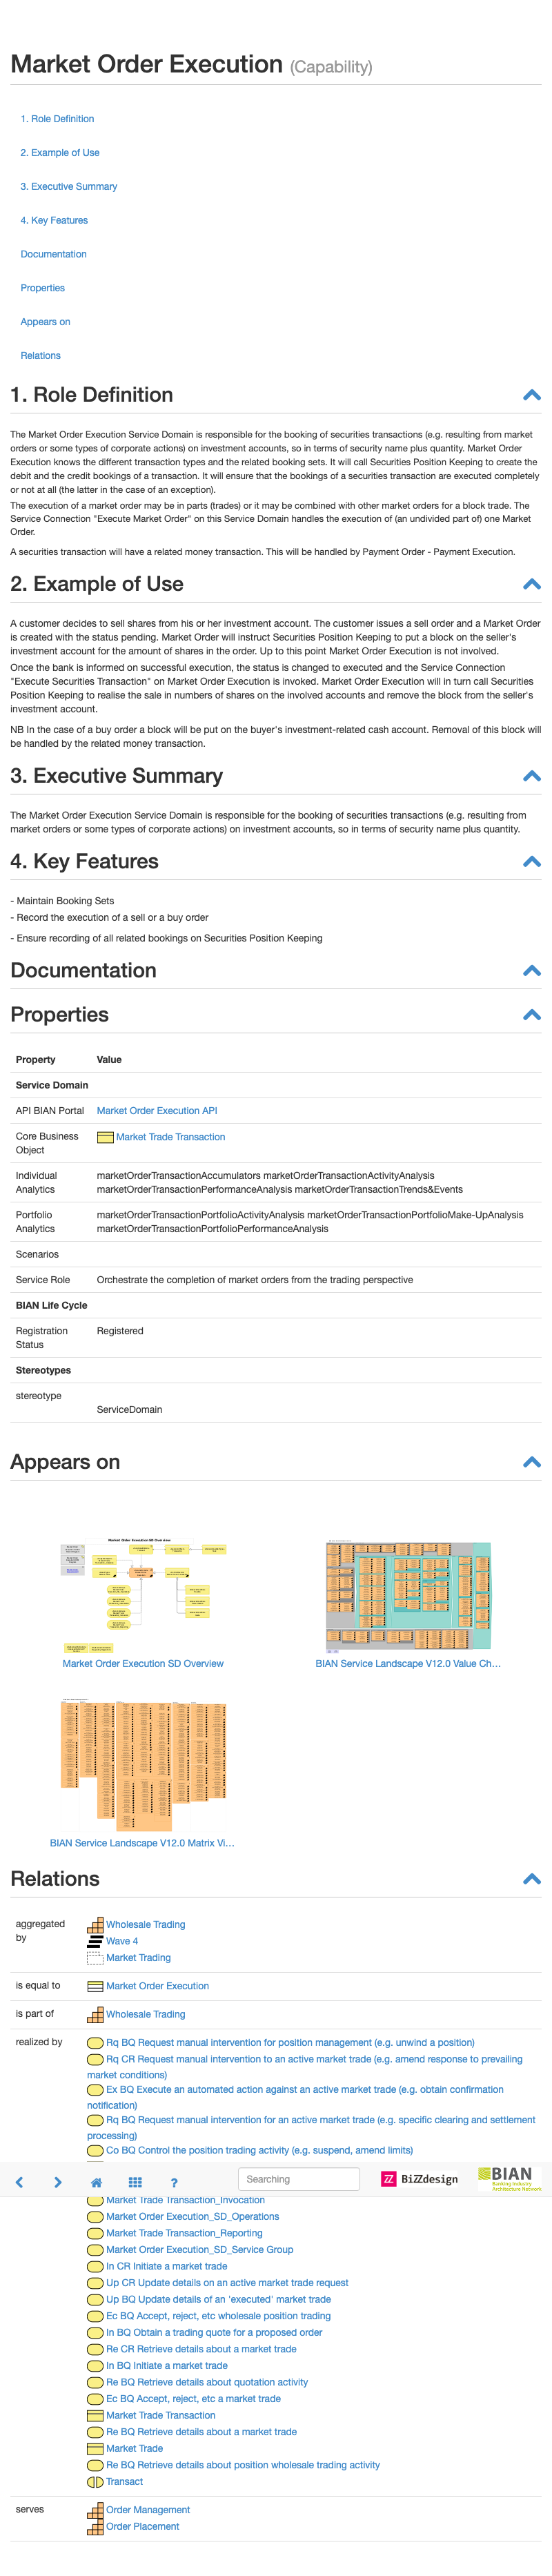 Market Order Execution (Capability)
1. Role Definition
2. Example of Use
3. Executive Summary
4. Key Features
Documentation
Properties
Appears on
Relations
1. Role Definition
The Market Order Execution Service Domain is responsible for the booking of securities transactions (e.g. resulting from market
orders or some types of corporate actions) on investment accounts, so in terms of security name plus quantity. Market Order
Execution knows the different transaction types and the related booking sets. It will call Securities Position Keeping to create the
debit and the credit bookings of a transaction. It will ensure that the bookings of a securities transaction are executed completely
or not at all (the latter in the case of an exception).
The execution of a market order may be in parts (trades) or it may be combined with other market orders for a block trade. The
Service Connection "Execute Market Order" on this Service Domain handles the execution of (an undivided part of) one Market
Order.
A securities transaction will have a related money transaction. This will be handled by Payment Order - Payment Execution.
2. Example of Use
A customer decides to sell shares from his or her investment account. The customer issues a sell order and a Market Order
is created with the status pending. Market Order will instruct Securities Position Keeping to put a block on the seller's
investment account for the amount of shares in the order. Up to this point Market Order Execution is not involved.
Once the bank is informed on successful execution, the status is changed to executed and the Service Connection
"Execute Securities Transaction" on Market Order Execution is invoked. Market Order Execution will in turn call Securities
Position Keeping to realise the sale in numbers of shares on the involved accounts and remove the block from the seller's
investment account.
NB In the case of a buy order a block will be put on the buyer's investment-related cash account. Removal of this block will
be handled by the related money transaction.
3. Executive Summary
The Market Order Execution Service Domain is responsible for the booking of securities transactions (e.g. resulting from
market orders or some types of corporate actions) on investment accounts, so in terms of security name plus quantity.
4. Key Features
- Maintain Booking Sets
- Record the execution of a sell or a buy order
- Ensure recording of all related bookings on Securities Position Keeping
Documentation
Properties
Property Value
Service Domain
API BIAN Portal Market Order Execution API
Core Business Market Trade Transaction
Object
Individual marketOrderTransactionAccumulators marketOrderTransactionActivityAnalysis
Analytics marketOrderTransactionPerformanceAnalysis marketOrderTransactionTrends&Events
Portfolio marketOrderTransactionPortfolioActivityAnalysis marketOrderTransactionPortfolioMake-UpAnalysis
Analytics marketOrderTransactionPortfolioPerformanceAnalysis
Scenarios
Service Role Orchestrate the completion of market orders from the trading perspective
BIAN Life Cycle
Registration Registered
Status
Stereotypes
stereotype
ServiceDomain
Appears on
Market Order Execution SD Overview
Market Order Execution SD Overview BIAN Service Landscape V12.0 Value Ch...
BIAN Service Landscape V12.0 Matrix Vi...
Relations
aggregated Wholesale Trading
by Wave 4
Market Trading
is equal to Market Order Execution
is part of Wholesale Trading
realized by Rq BQ Request manual intervention for position management (e.g. unwind a position)
Rq CR Request manual intervention to an active market trade (e.g. amend response to prevailing
market conditions)
Ex BQ Execute an automated action against an active market trade (e.g. obtain confirmation
notification)
Rq BQ Request manual intervention for an active market trade (e.g. specific clearing and settlement
processing)
Co BQ Control the position trading activity (e.g. suspend, amend limits)
? Searching BiZZdesign BIAN
Banking Industry
Architecture Network
Market Trade Transaction_Invocation
Market Order Execution_SD_Operations
Market Trade Transaction_Reporting
Market Order Execution_SD_Service Group
In CR Initiate a market trade
Up CR Update details on an active market trade request
Up BQ Update details of an 'executed' market trade
Ec BQ Accept, reject, etc wholesale position trading
In BQ Obtain a trading quote for a proposed order
Re CR Retrieve details about a market trade
In BQ Initiate a market trade
Re BQ Retrieve details about quotation activity
Ec BQ Accept, reject, etc a market trade
Market Trade Transaction
Re BQ Retrieve details about a market trade
Market Trade
Re BQ Retrieve details about position wholesale trading activity
Transact
serves Order Management
Order Placement